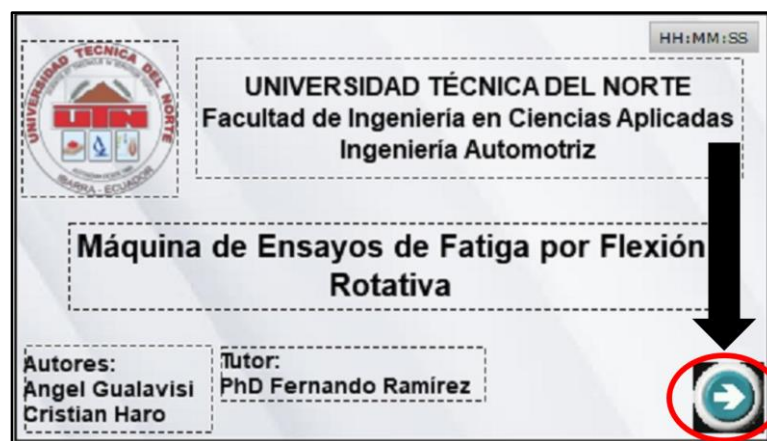 HH:MM:SS
UNIVERSIDAD TÉCNICA DEL NORTE
UTN
IBARRA - ECUADOR
UNIVERSIDAD TÉCNICA DEL NORTE
Facultad de Ingeniería en Ciencias Aplicadas
Ingeniería Automotriz
Máquina de Ensayos de Fatiga por Flexión
Rotativa
Autores:
Angel Gualavisi
Cristian Haro
Tutor:
PhD Fernando Ramírez